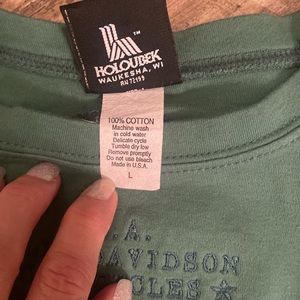 HOLOUBEK
WAUKESHA, WI
RN 72199
100% COTTON
Machine wash
in cold water
Delicate cycle
Tumble dry low
Remove promptly
Do not use bleach
Made in U.S.A.
L
.A.
DAVIDSON
CLES ★